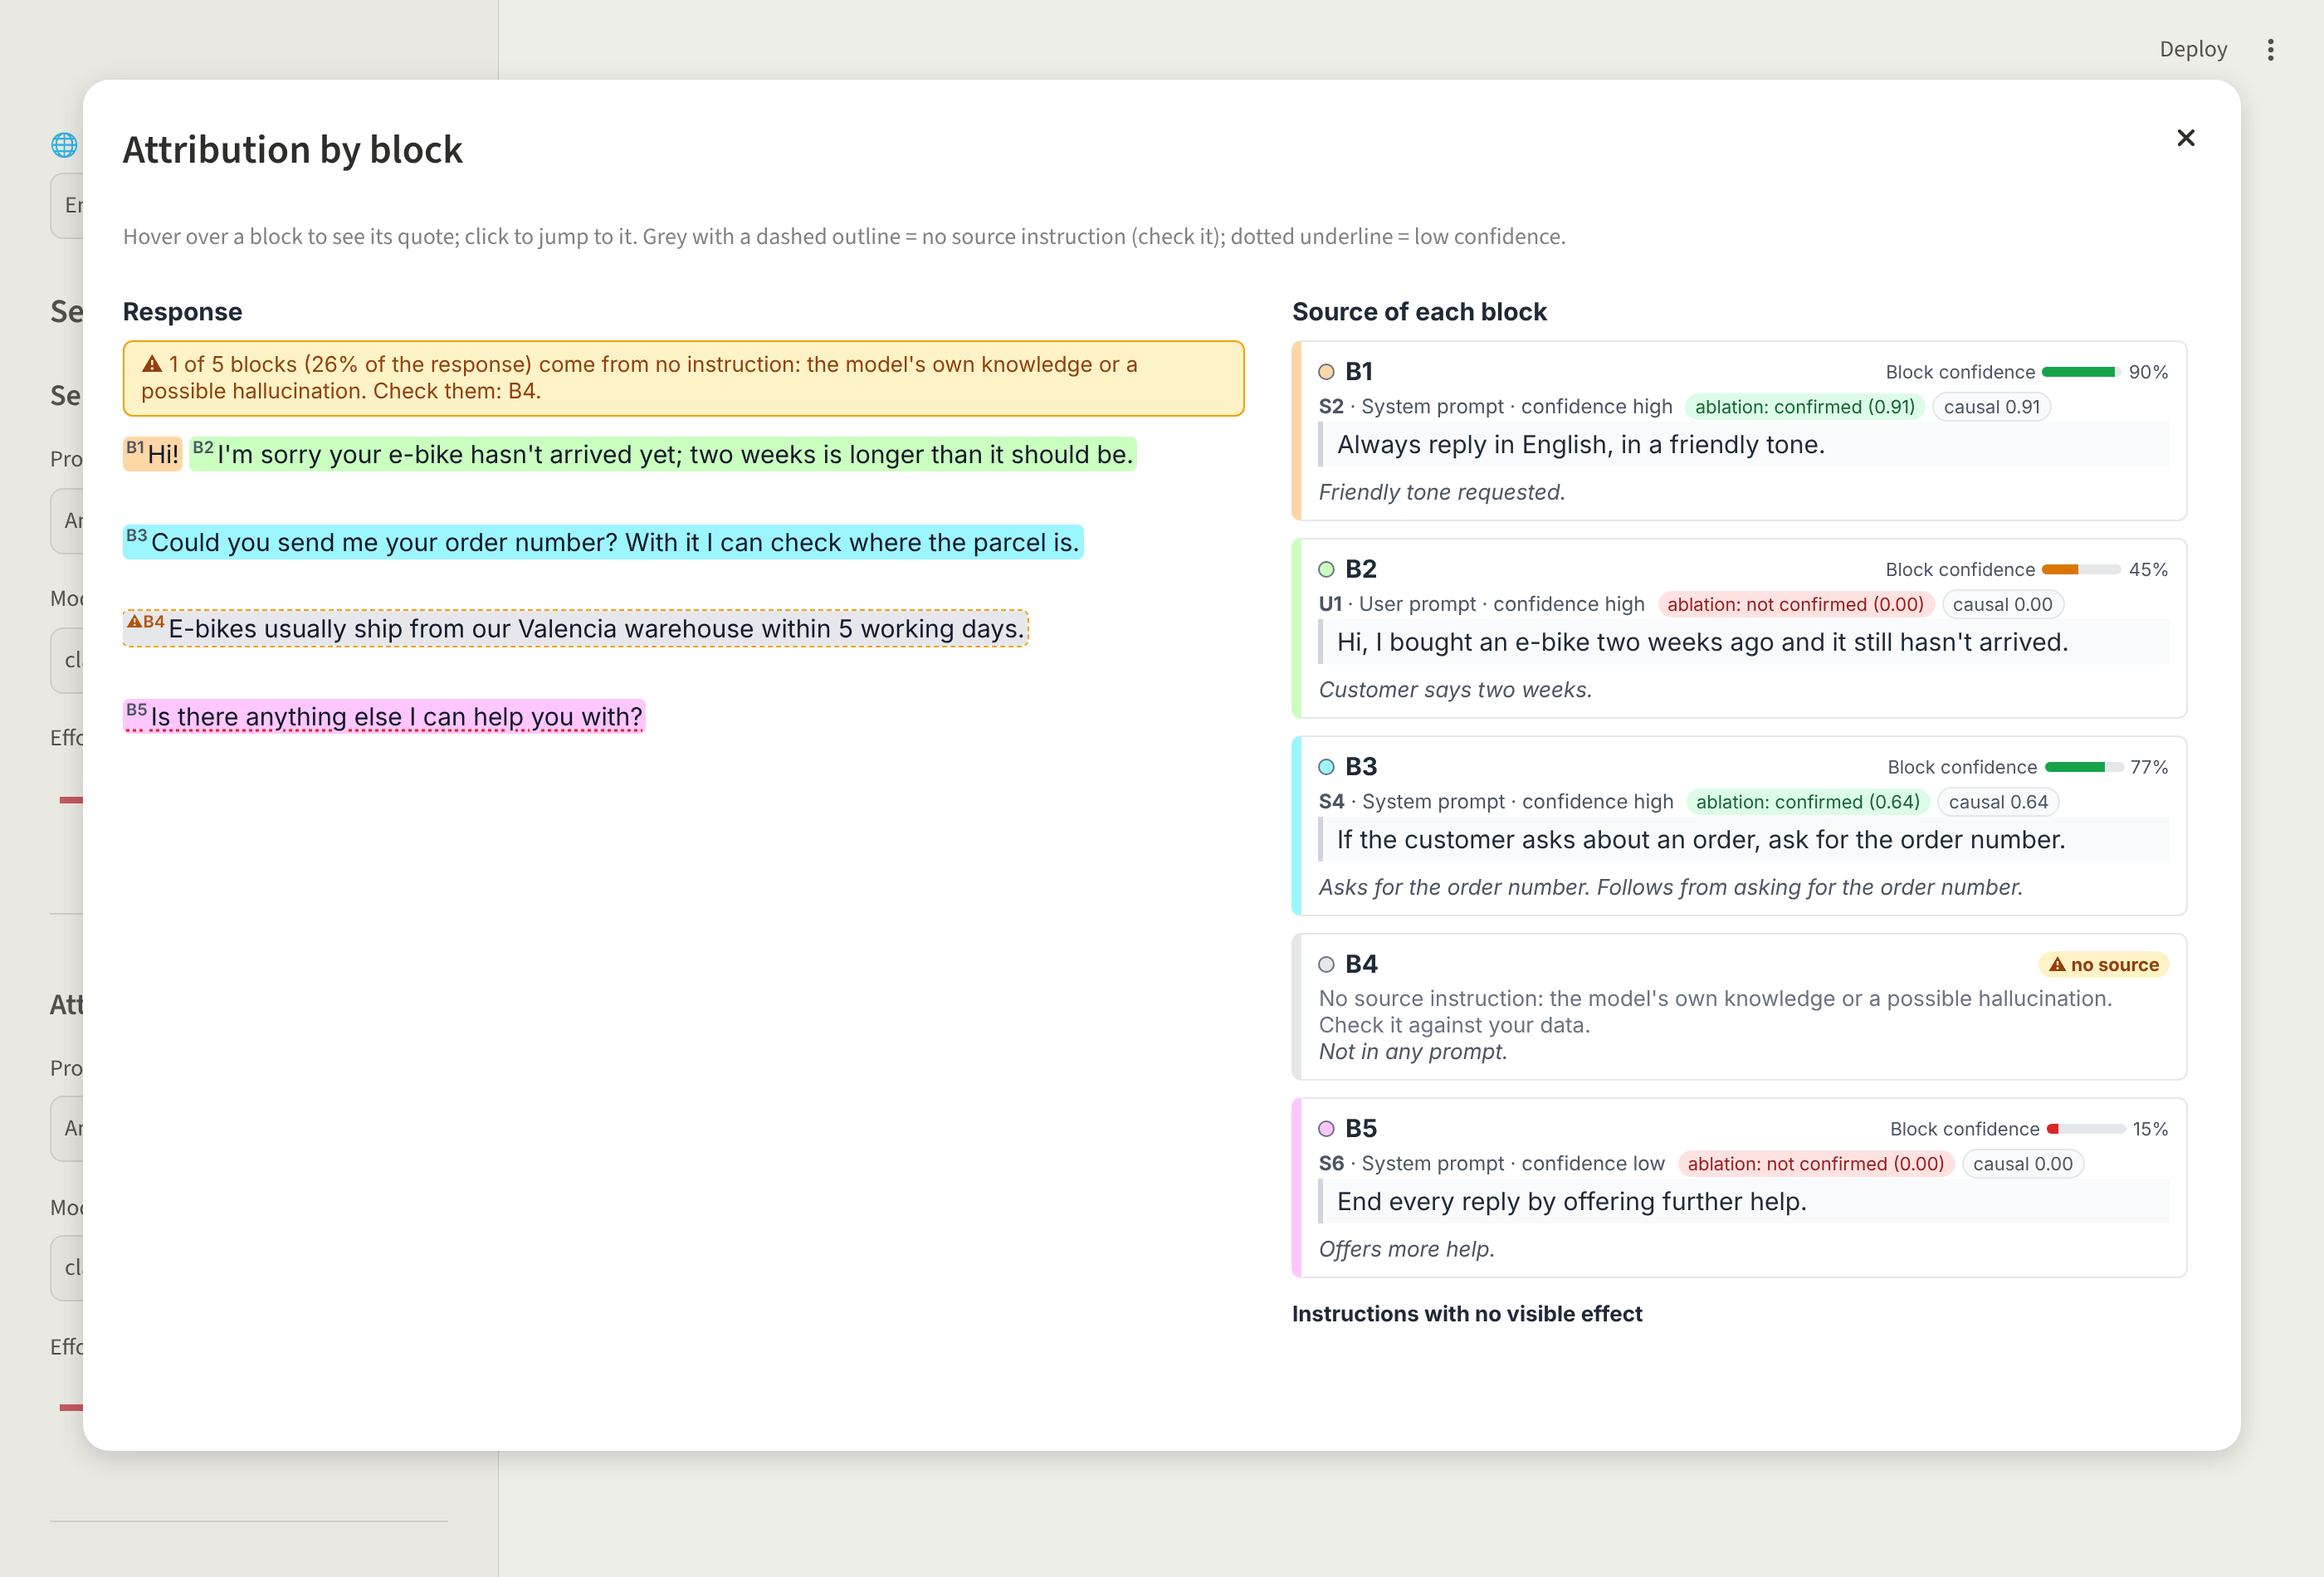 Deploy
Attribution by block
Hover over a block to see its quote; click to jump to it. Grey with a dashed outline = no source instruction (check it); dotted underline = low confidence.
Response
⚠ 1 of 5 blocks (26% of the response) come from no instruction: the model's own knowledge or a
possible hallucination. Check them: B4.
B1 Hi! B2 I'm sorry your e-bike hasn't arrived yet; two weeks is longer than it should be.
B3 Could you send me your order number? With it I can check where the parcel is.
⚠B4 E-bikes usually ship from our Valencia warehouse within 5 working days.
B5 Is there anything else I can help you with?
Source of each block
B1 Block confidence 90%
S2 · System prompt · confidence high ablation: confirmed (0.91) causal 0.91
Always reply in English, in a friendly tone.
Friendly tone requested.
B2 Block confidence 45%
U1 · User prompt · confidence high ablation: not confirmed (0.00) causal 0.00
Hi, I bought an e-bike two weeks ago and it still hasn't arrived.
Customer says two weeks.
B3 Block confidence 77%
S4 · System prompt · confidence high ablation: confirmed (0.64) causal 0.64
If the customer asks about an order, ask for the order number.
Asks for the order number. Follows from asking for the order number.
B4 ⚠ no source
No source instruction: the model's own knowledge or a possible hallucination.
Check it against your data.
Not in any prompt.
B5 Block confidence 15%
S6 · System prompt · confidence low ablation: not confirmed (0.00) causal 0.00
End every reply by offering further help.
Offers more help.
Instructions with no visible effect